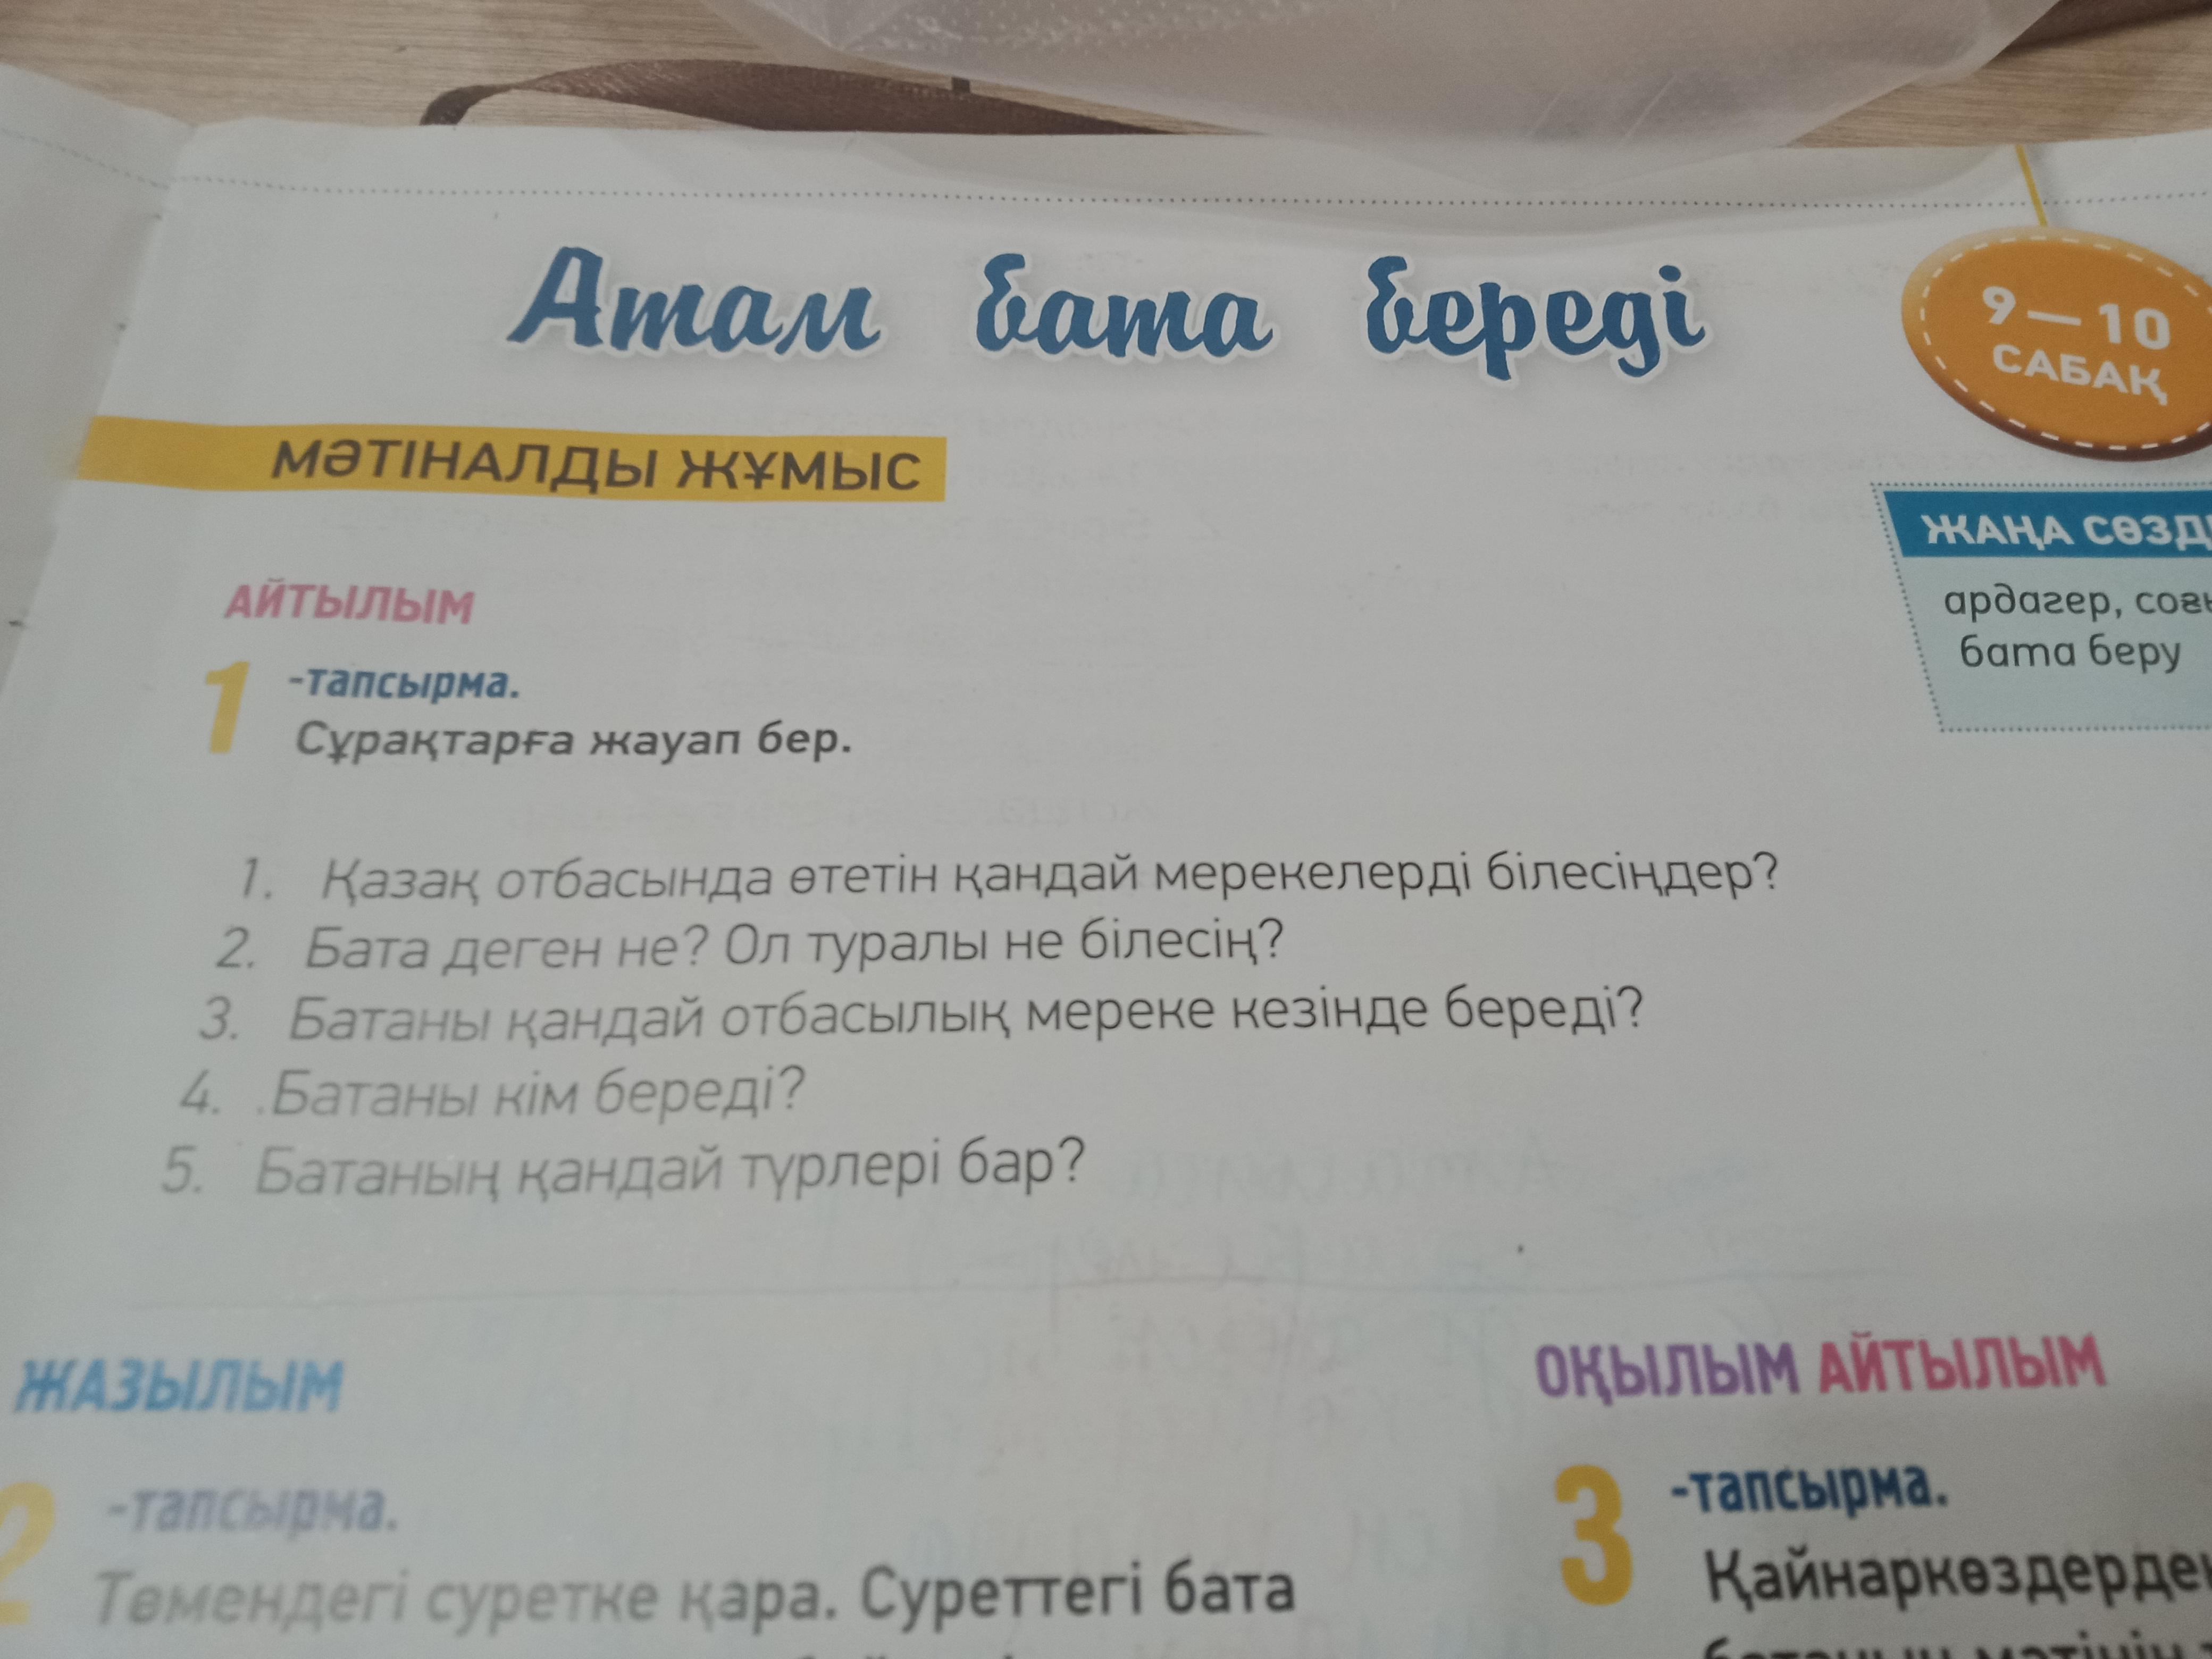 Атам бата береді
9—10
САБАҚ
МӘТІНАЛДЫ ЖҰМЫС
ЖАҢА
АЙТЫЛЫМ
ардагер,
бата беру
1 -тапсырма.
Сұрақтарға жауап бер.
1. Қазақ отбасында өтетін қандай мерекелерді білесіңдер?
2. Бата деген не? Ол туралы не білесің?
3. Батаны қандай отбасылық мереке кезінде береді?
4. .Батаны кім береді?
5. Батаның қандай түрлері бар?
ЖАЗЫЛЫМ
2 -тапсырма.
Төмендегі суретке қара. Суреттегі бата
ОҚЫЛЫМ АЙТЫЛЫМ
3 -тапсырма.